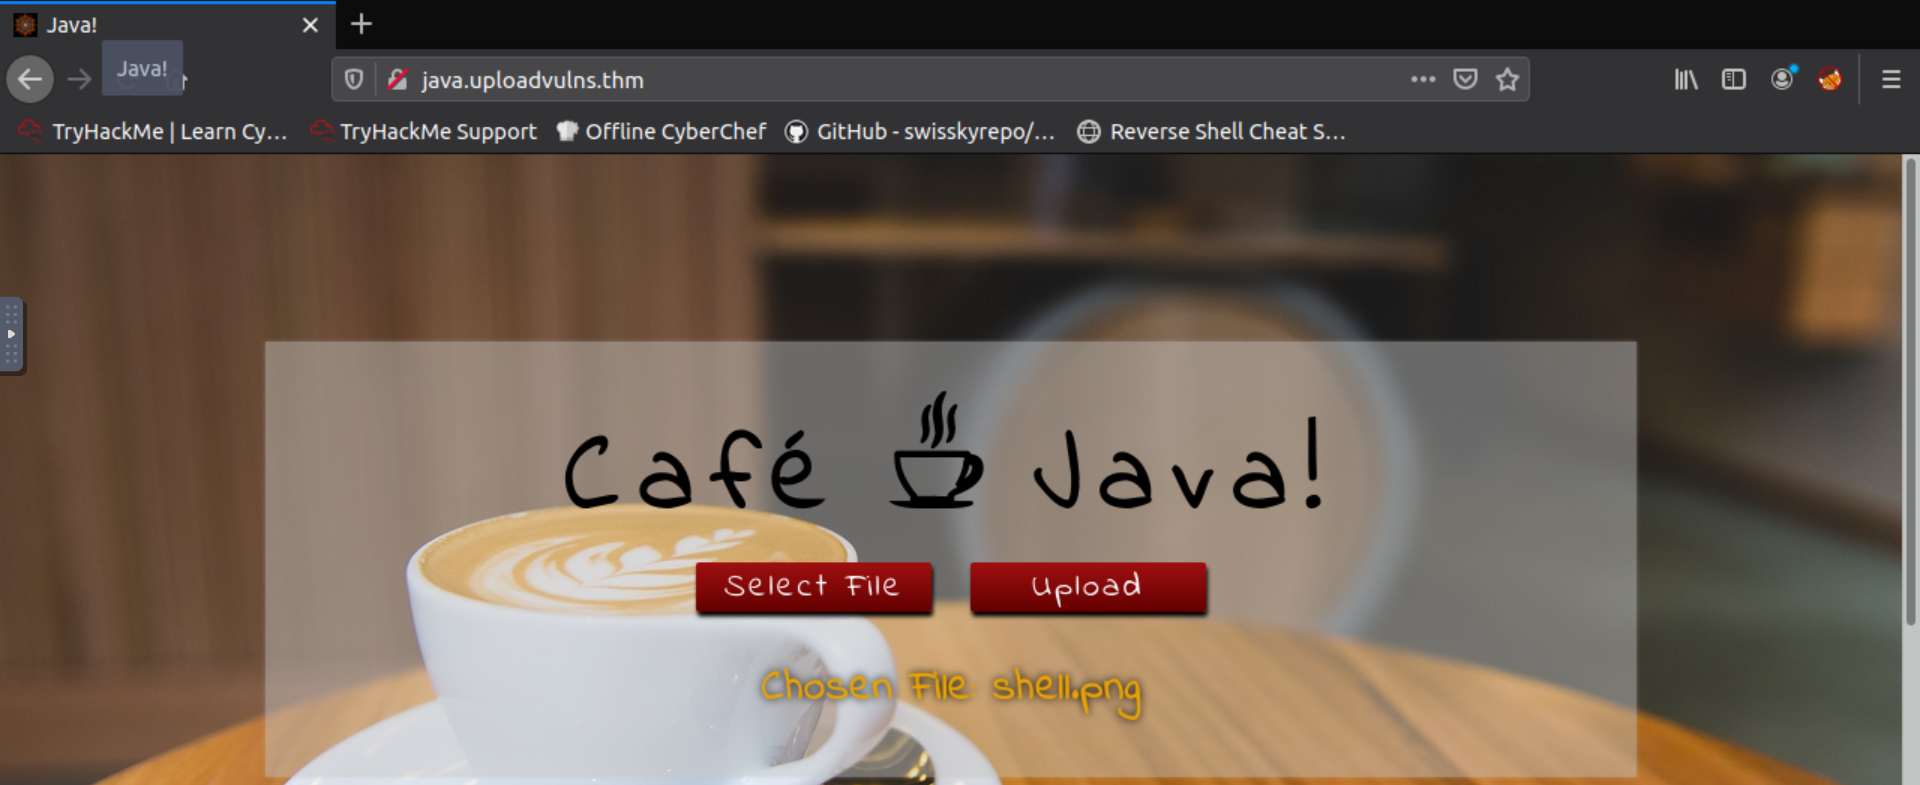 Java!
Java!
java.uploadvulns.thm
TryHackMe | Learn Cy... TryHackMe Support Offline CyberChef GitHub - swisskyrepo/... Reverse Shell Cheat S...
Café Java!
Select File Upload
Chosen File: shell.png